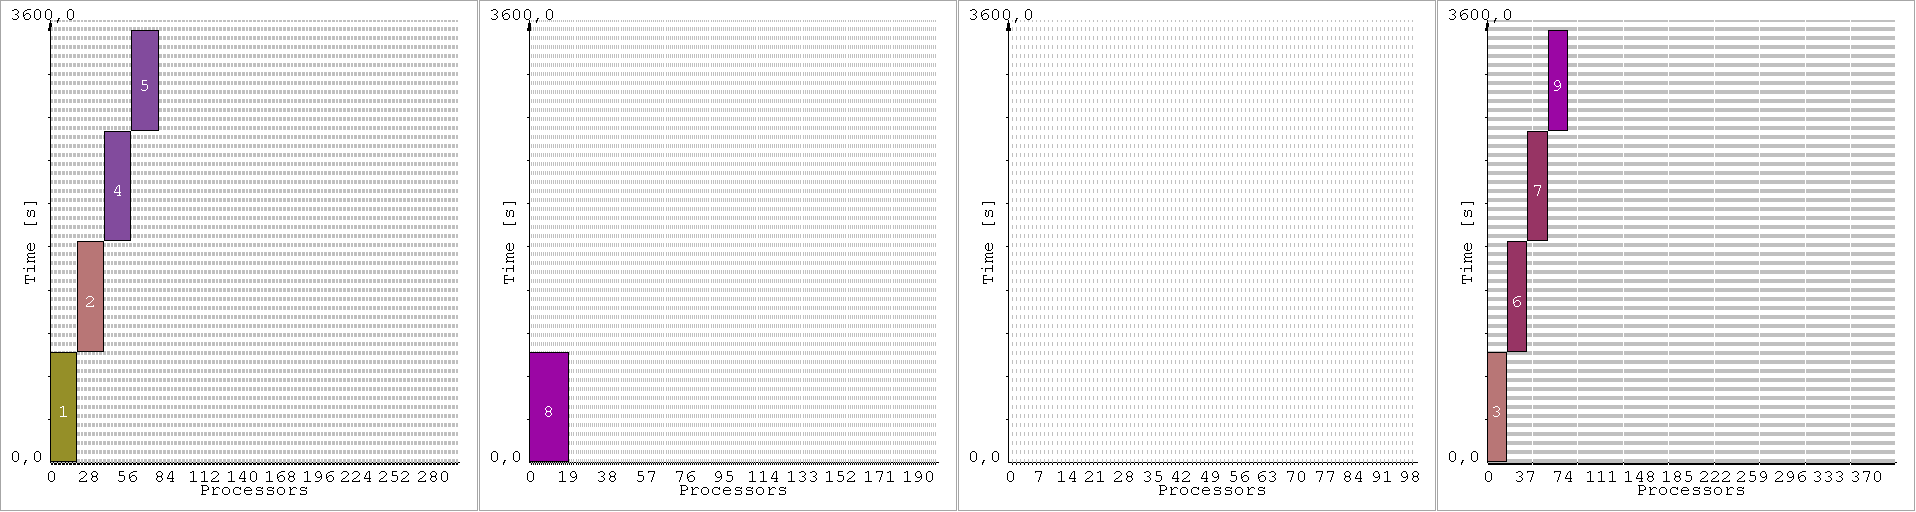 3600,0
Time [s]
5
4
2
1
0,0
0 28 56 84 112 140 168 196 224 252 280
Processors
3600,0
Time [s]
8
0,0
0 19 38 57 76 95 114 133 152 171 190
Processors
3600,0
Time [s]
0,0
0 7 14 21 28 35 42 49 56 63 70 77 84 91 98
Processors
3600,0
Time [s]
9
7
6
3
0,0
0 37 74 111 148 185 222 259 296 333 370
Processors